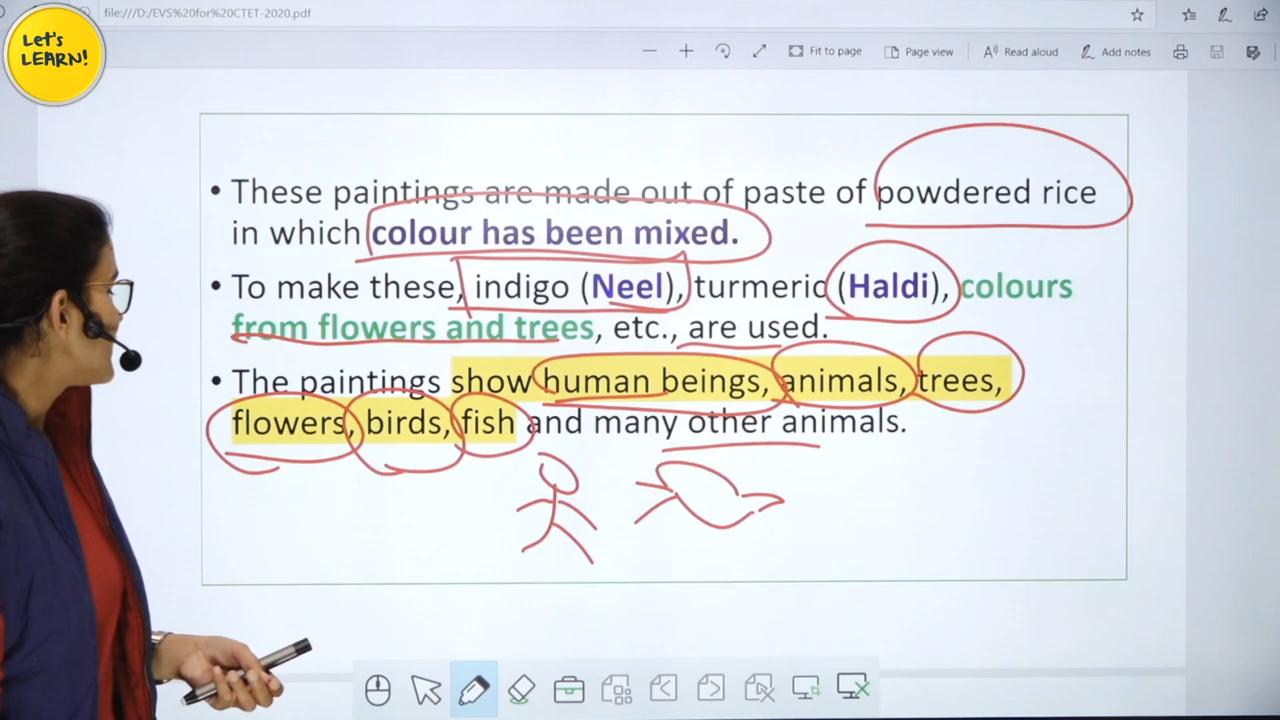 file:///D:/EVS%20for%20CTET-2020.pdf
Let's
LEARN!
Fit to page
Page view
Read aloud
Add notes
• These paintings are made out of paste of powdered rice
in which colour has been mixed.
• To make these, indigo (Neel), turmeric (Haldi), colours
from flowers and trees, etc., are used.
• The paintings show human beings, animals, trees,
flowers, birds, fish and many other animals.